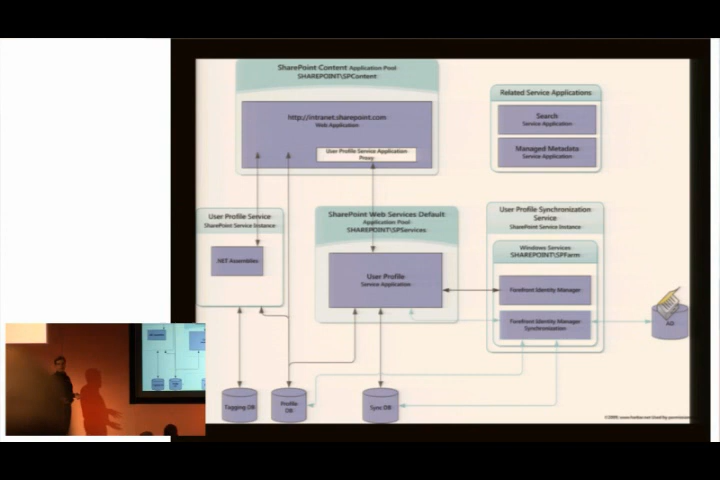 SharePoint Content Application Pool
SHAREPOINT\SPContent
http://intranet.sharepoint.com
Web Application
User Profile Service Application
Proxy
Related Service Applications
Search
Service Application
Managed Metadata
Service Application
User Profile Service
SharePoint Service Instance
.NET Assemblies
SharePoint Web Services Default
Application Pool
SHAREPOINT\SPServices
User Profile
Service Application
User Profile Synchronization
Service
SharePoint Service Instance
Windows Services
SHAREPOINT\SPFarm
Forefront Identity Manager
Forefront Identity Manager
Synchronization
AD
Tagging DB
Profile
DB
Sync DB